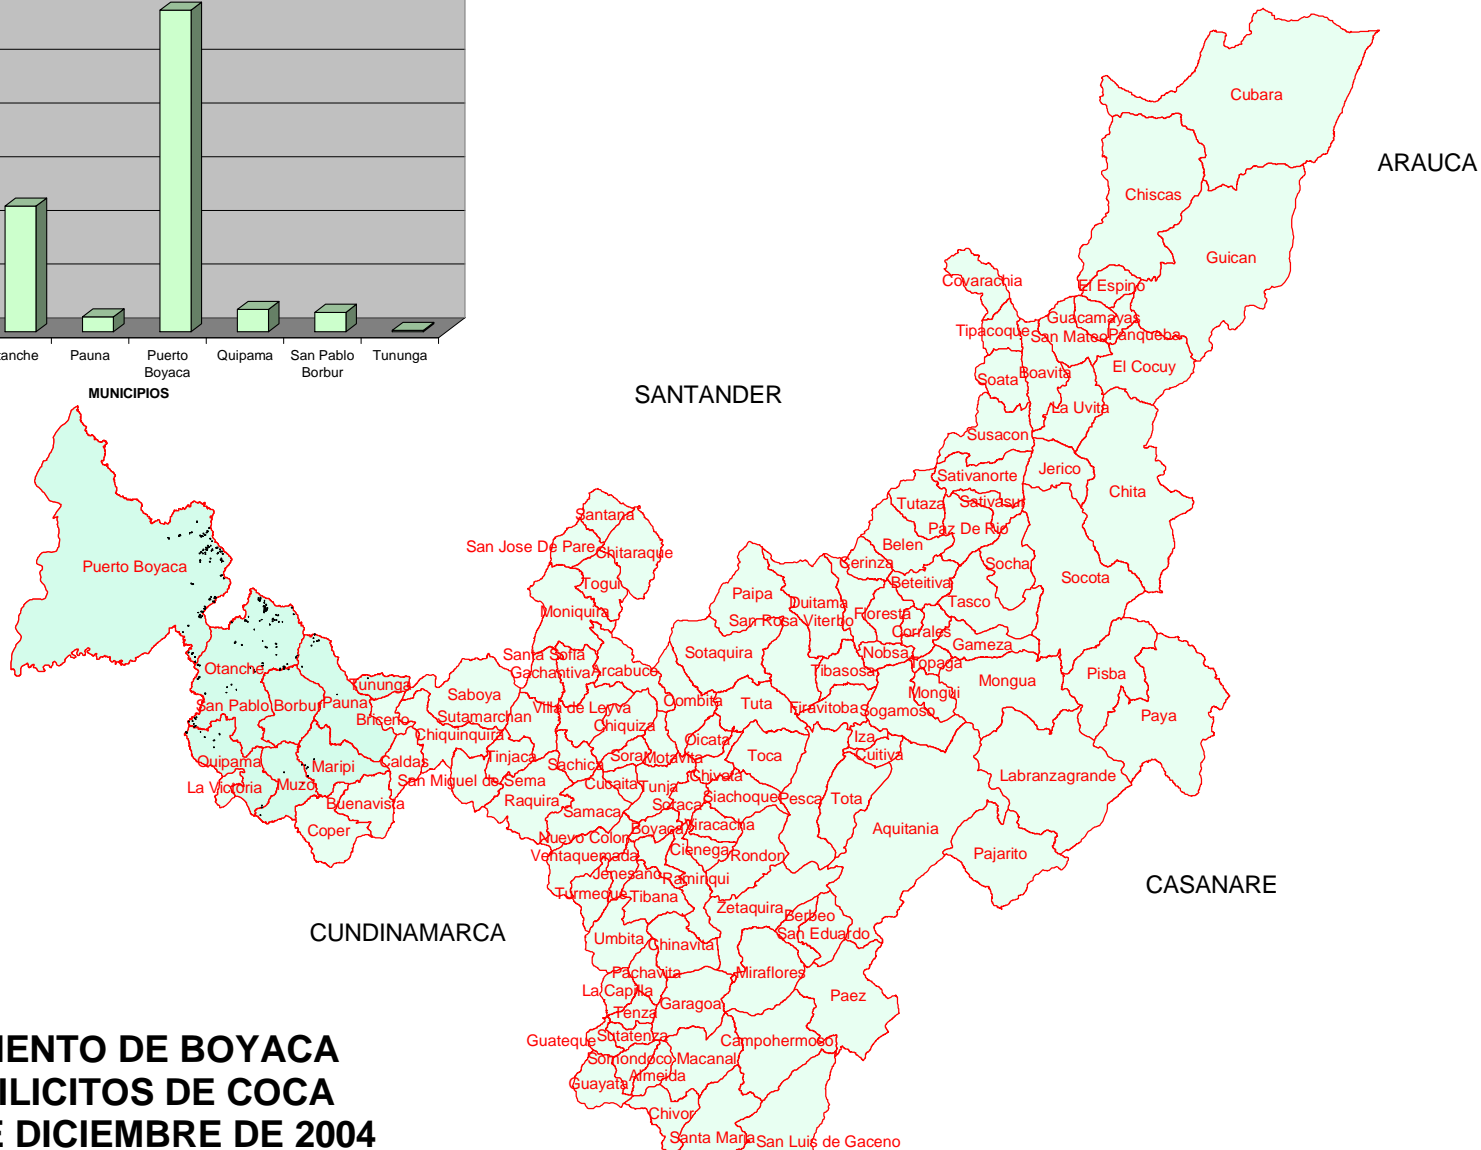 anche
Pauna
Puerto
Boyaca
Quipama
San Pablo
Borbur
Tununga
MUNICIPIOS
Cubara
ARAUCA
Chiscas
Guican
El Espino
Covarachia
Guacamayas
Tipacoque
San Mateo
Panqueba
El Cocuy
Boavita
Soata
SANTANDER
La Uvita
Susacon
Jerico
Sativanorte
Chita
Tutaza
Sativasur
Santana
Paz De Rio
San Jose De Pare
Chitaraque
Belen
Puerto Boyaca
Cerinza
Socha
Socota
Togui
Beteitiva
Paipa
Duitama
Tasco
Moniquira
Floresta
San Rosa Viterbo
Corrales
Gameza
Santa Sofia
Sotaquira
Nobsa
Topaga
Otanche
Gachantiva
Arcabuco
Tibasosa
Mongua
Pisba
Tununga
Saboya
Mongui
San Pablo Borbur
Pauna
Villa de Leyva
Combita
Tuta
Firavitoba
Sogamoso
Paya
Briceno
Sutamarchan
Chiquiza
Chiquinquira
Oicata
Iza
Cuitiva
Quipama
Maripi
Caldas
Tinjaca
Sachica
Sora
Motavita
Toca
Labranzagrande
La Victoria
Muzo
San Miguel de Sema
Cucaita
Tunja
Chivata
Buenavista
Raquira
Samaca
Soraca
Siachoque
Pesca
Tota
Coper
Nuevo Colon
Boyaca
Viracacha
Aquitania
Ventaquemada
Cienega
Rondon
Pajarito
Jenesano
Ramiriqui
CASANARE
Turmeque
Tibana
Zetaquira
Berbeo
CUNDINAMARCA
Umbita
Chinavita
San Eduardo
Pachavita
Miraflores
La Capilla
Garagoa
Paez
Tenza
Guateque
Sutatenza
Campohermoso
Somondoco
Macanal
Guayata
Almeida
Chivor
Santa Maria
San Luis de Gaceno
IENTO DE BOYACA
ILICITOS DE COCA
E DICIEMBRE DE 2004